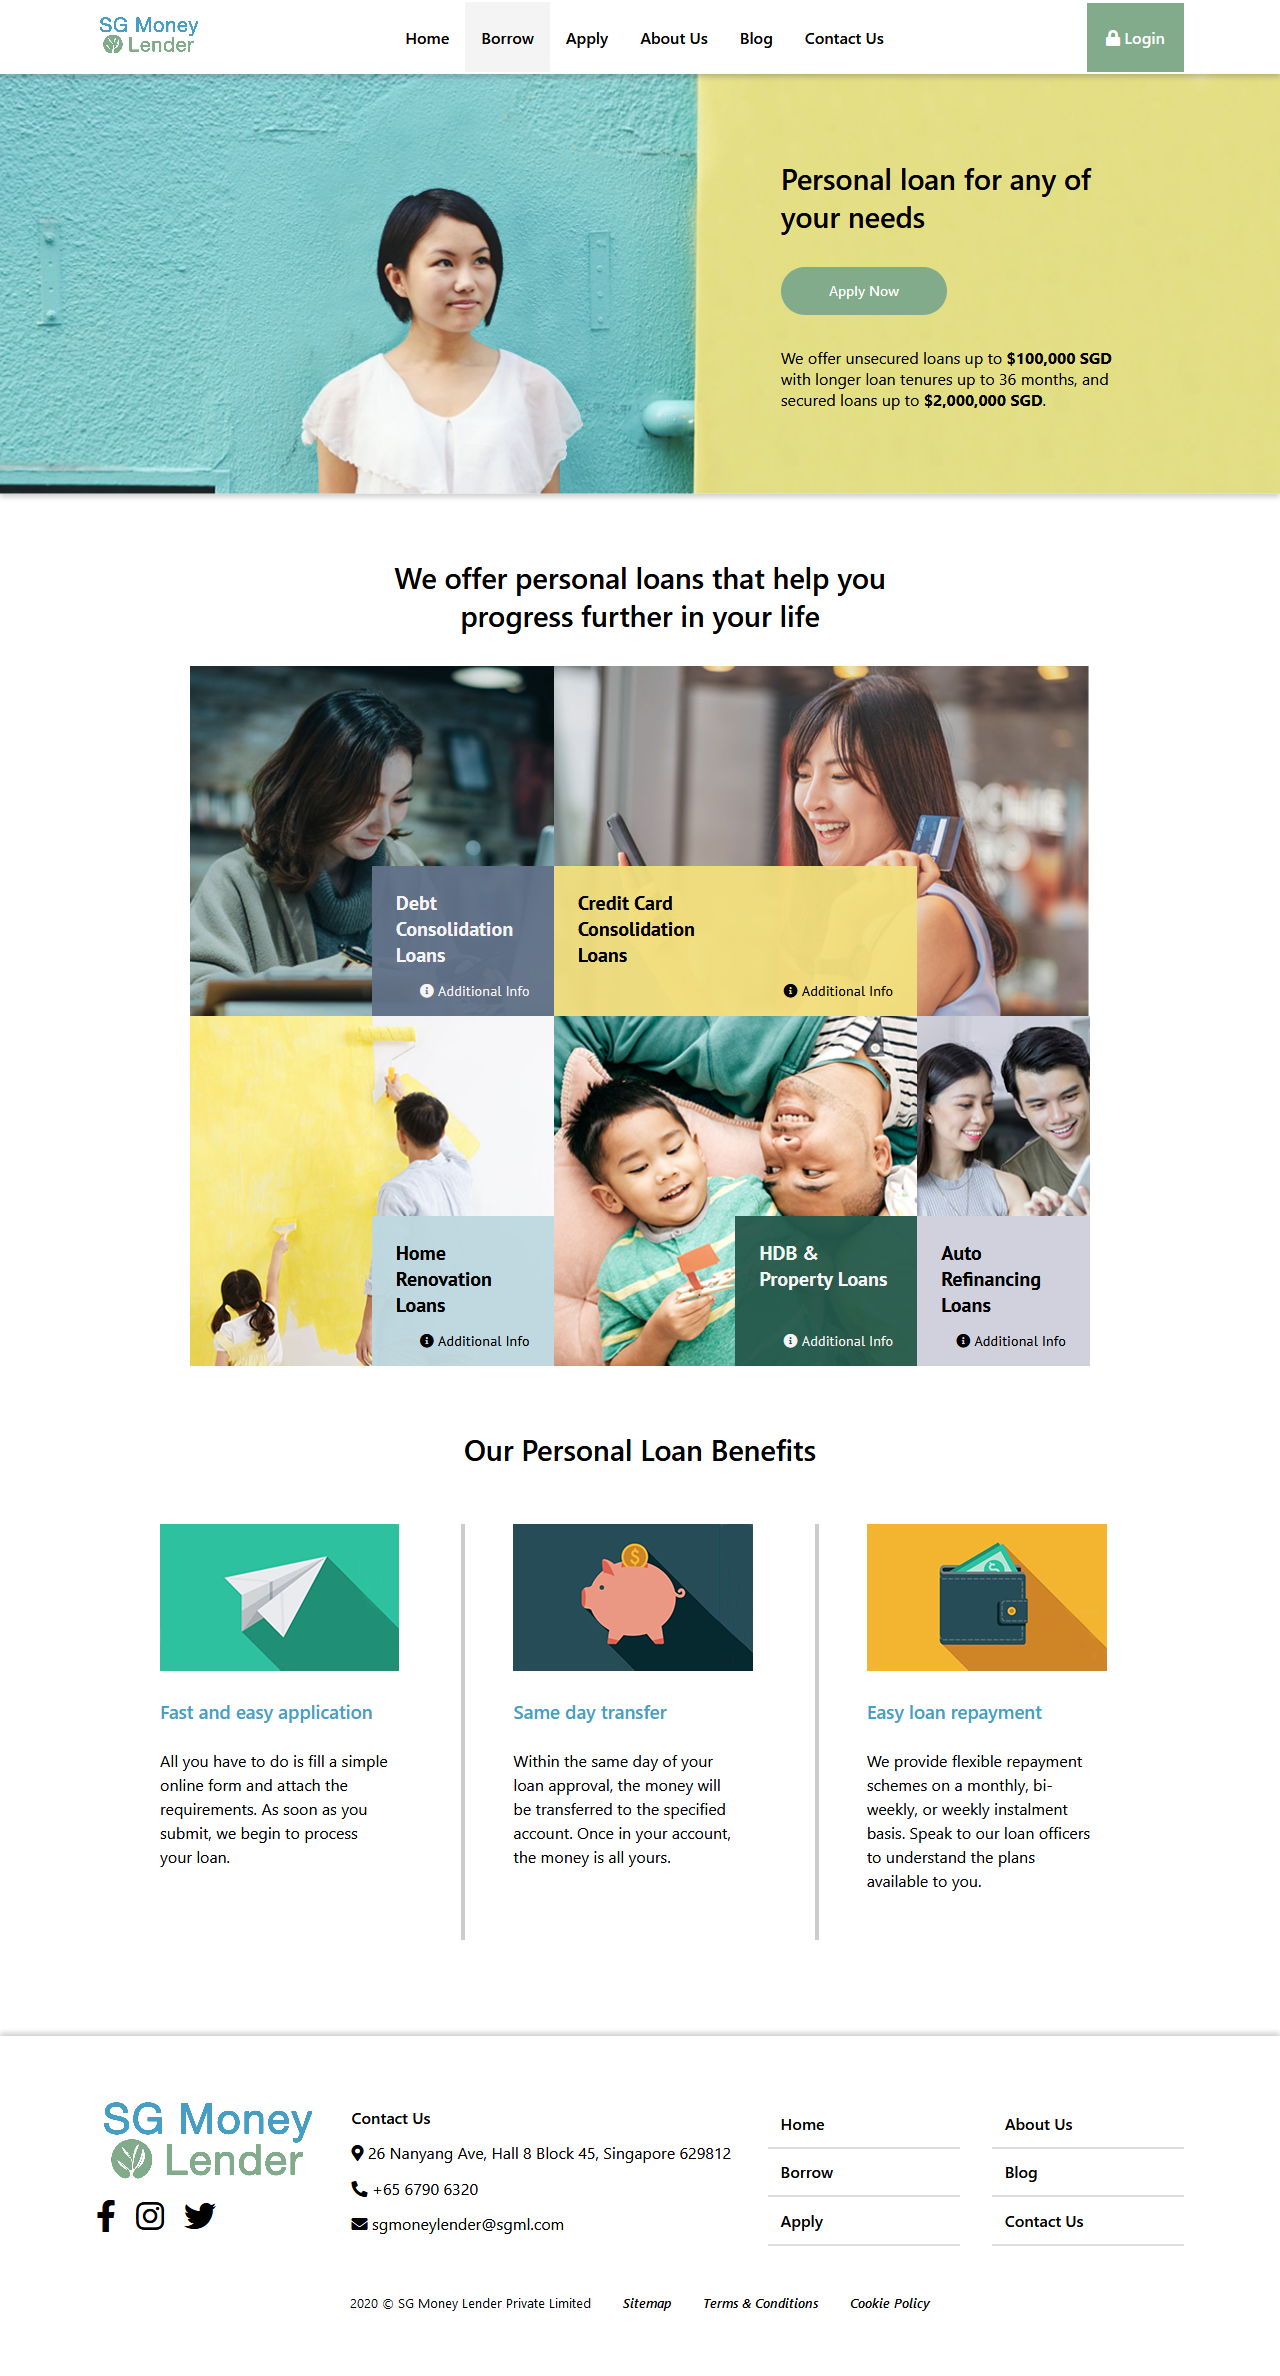 SG Money
Lender
Home
Borrow
Apply
About Us
Blog
Contact Us
Login
Personal loan for any of
your needs
Apply Now
We offer unsecured loans up to $100,000 SGD
with longer loan tenures up to 36 months, and
secured loans up to $2,000,000 SGD.
We offer personal loans that help you
progress further in your life
Debt
Consolidation
Loans
Additional Info
Credit Card
Consolidation
Loans
Additional Info
Home
Renovation
Loans
Additional Info
HDB &
Property Loans
Additional Info
Auto
Refinancing
Loans
Additional Info
Our Personal Loan Benefits
Fast and easy application
All you have to do is fill a simple
online form and attach the
requirements. As soon as you
submit, we begin to process
your loan.
Same day transfer
Within the same day of your
loan approval, the money will
be transferred to the specified
account. Once in your account,
the money is all yours.
Easy loan repayment
We provide flexible repayment
schemes on a monthly, bi-
weekly, or weekly instalment
basis. Speak to our loan officers
to understand the plans
available to you.
SG Money
Lender
Contact Us
26 Nanyang Ave, Hall 8 Block 45, Singapore 629812
+65 6790 6320
sgmoneylender@sgml.com
Home
Borrow
Apply
About Us
Blog
Contact Us
2020 © SG Money Lender Private Limited
Sitemap
Terms & Conditions
Cookie Policy